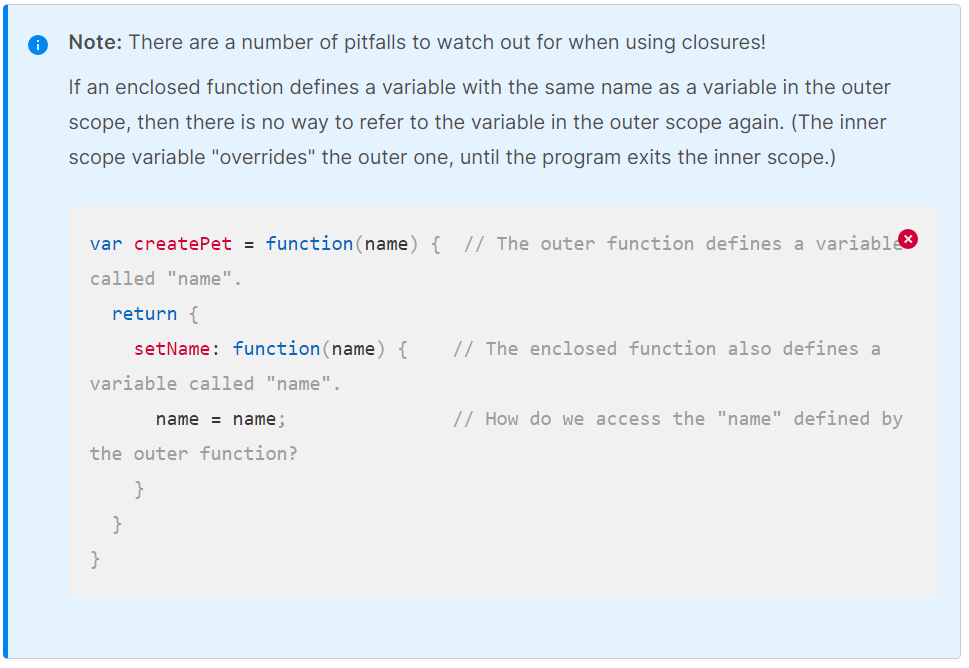 Note: There are a number of pitfalls to watch out for when using closures!
If an enclosed function defines a variable with the same name as a variable in the outer
scope, then there is no way to refer to the variable in the outer scope again. (The inner
scope variable "overrides" the outer one, until the program exits the inner scope.)
var createPet = function(name) {  // The outer function defines a variable
called "name".
  return {
    setName: function(name) {    // The enclosed function also defines a
variable called "name".
      name = name;               // How do we access the "name" defined by
the outer function?
    }
  }
}